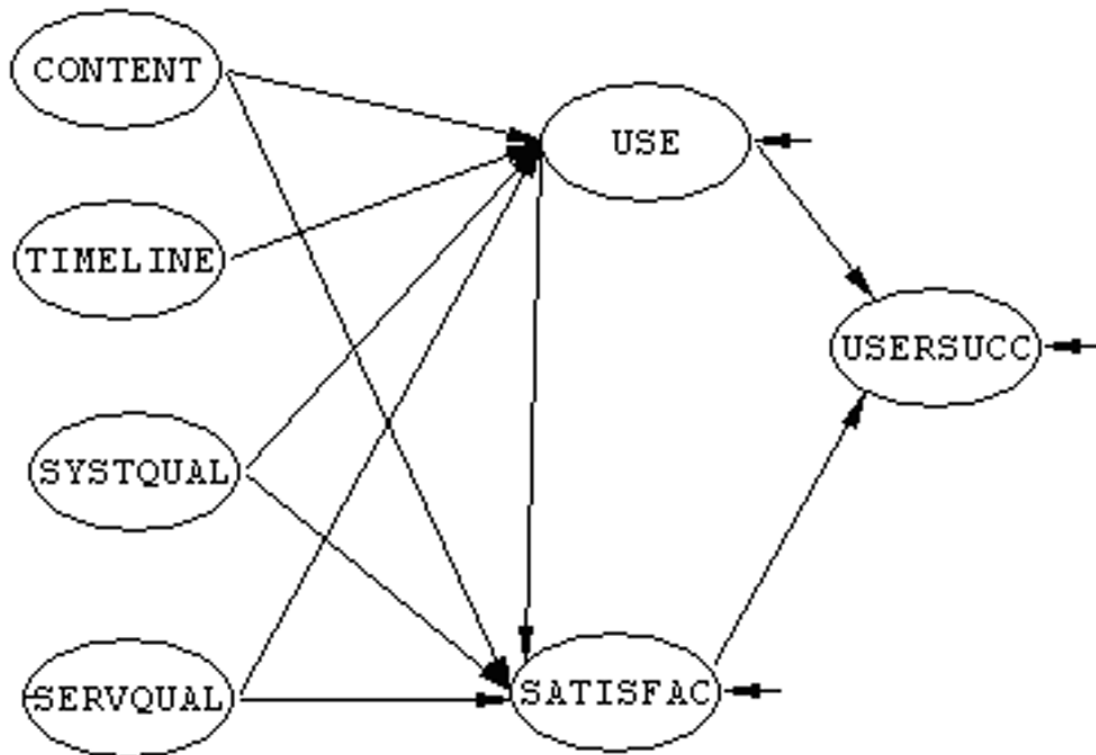 CONTENT
USE
TIMELINE
USERSUCC
SYSTQUAL
SERVQUAL
SATISFAC